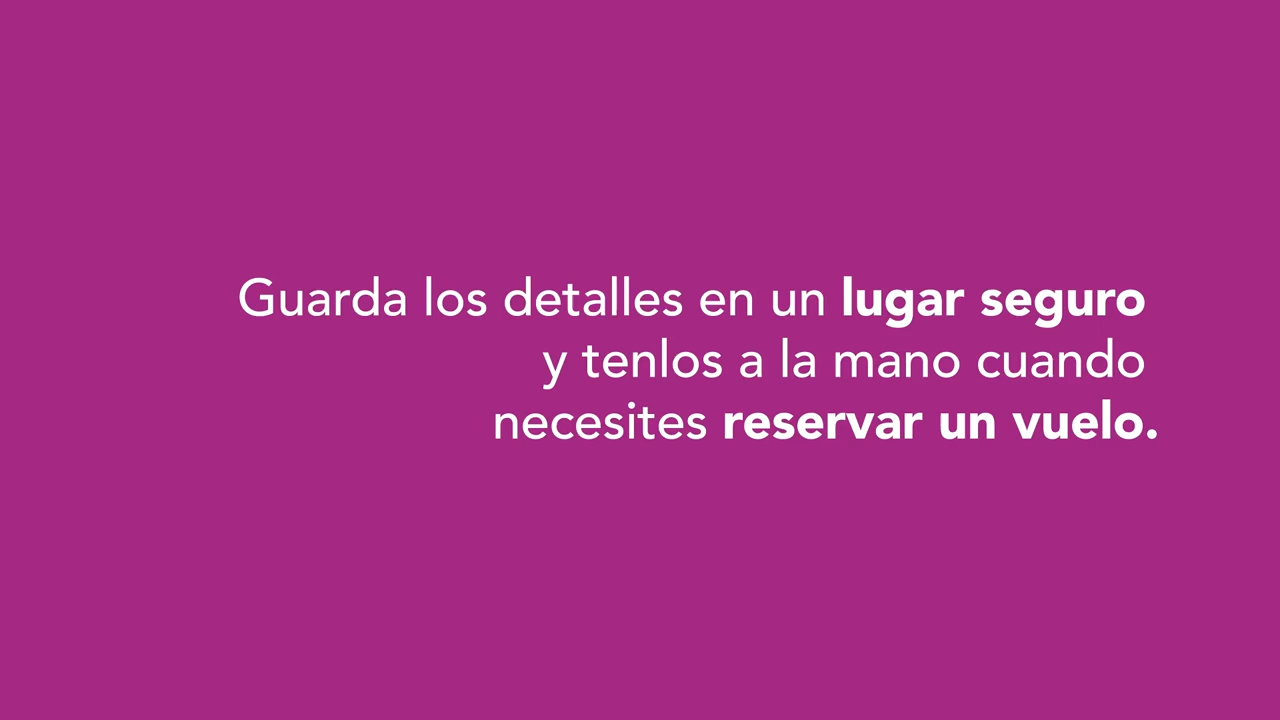 Guarda los detalles en un lugar seguro
y tenlos a la mano cuando
necesites reservar un vuelo.